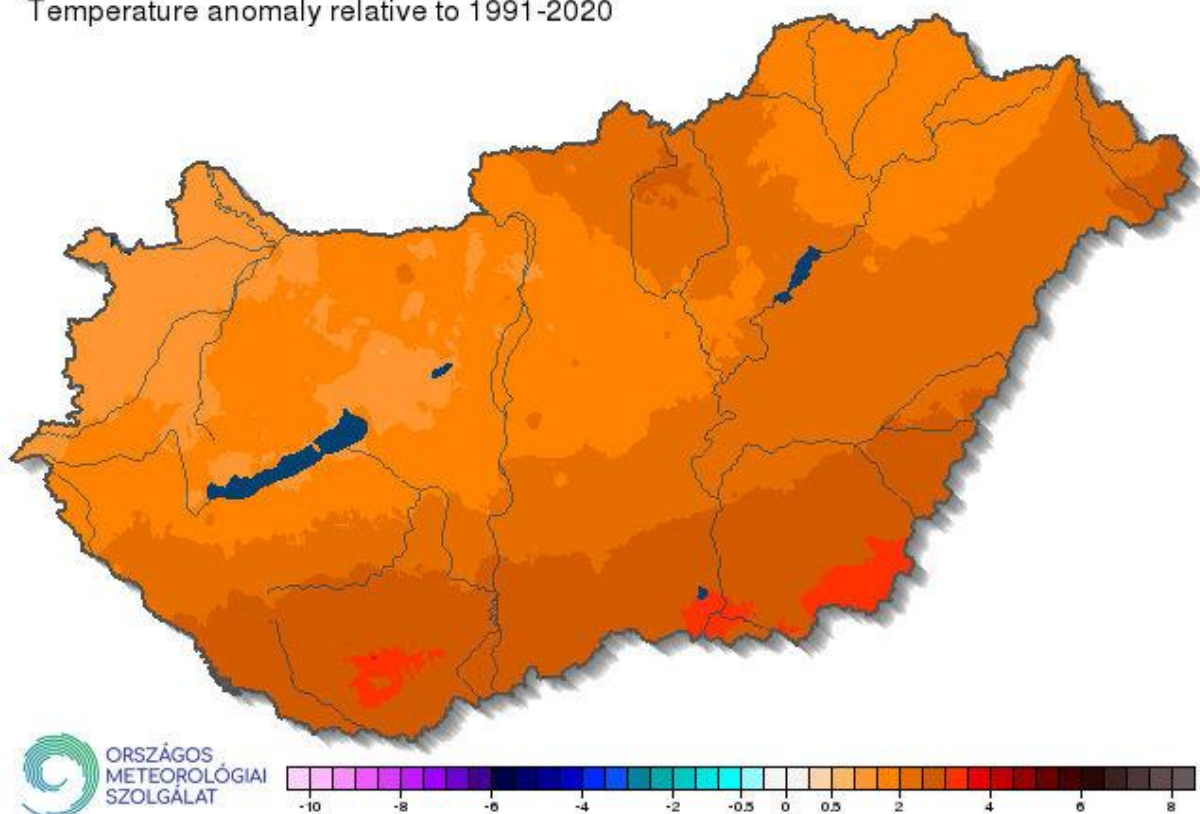 Temperature anomaly relative to 1991-2020
ORSZÁGOS
METEOROLÓGIAI
SZOLGÁLAT
-10 -8 -6 -4 -2 -0.5 0 0.5 2 4 6 8